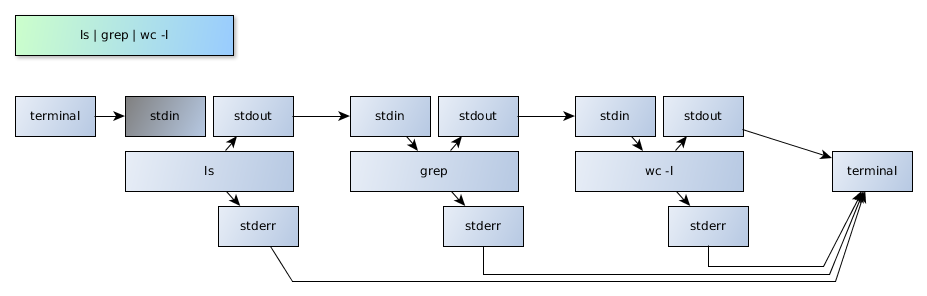 ls | grep | wc -l
terminal stdin stdout stdin stdout stdin stdout
ls grep wc -l terminal
stderr stderr stderr